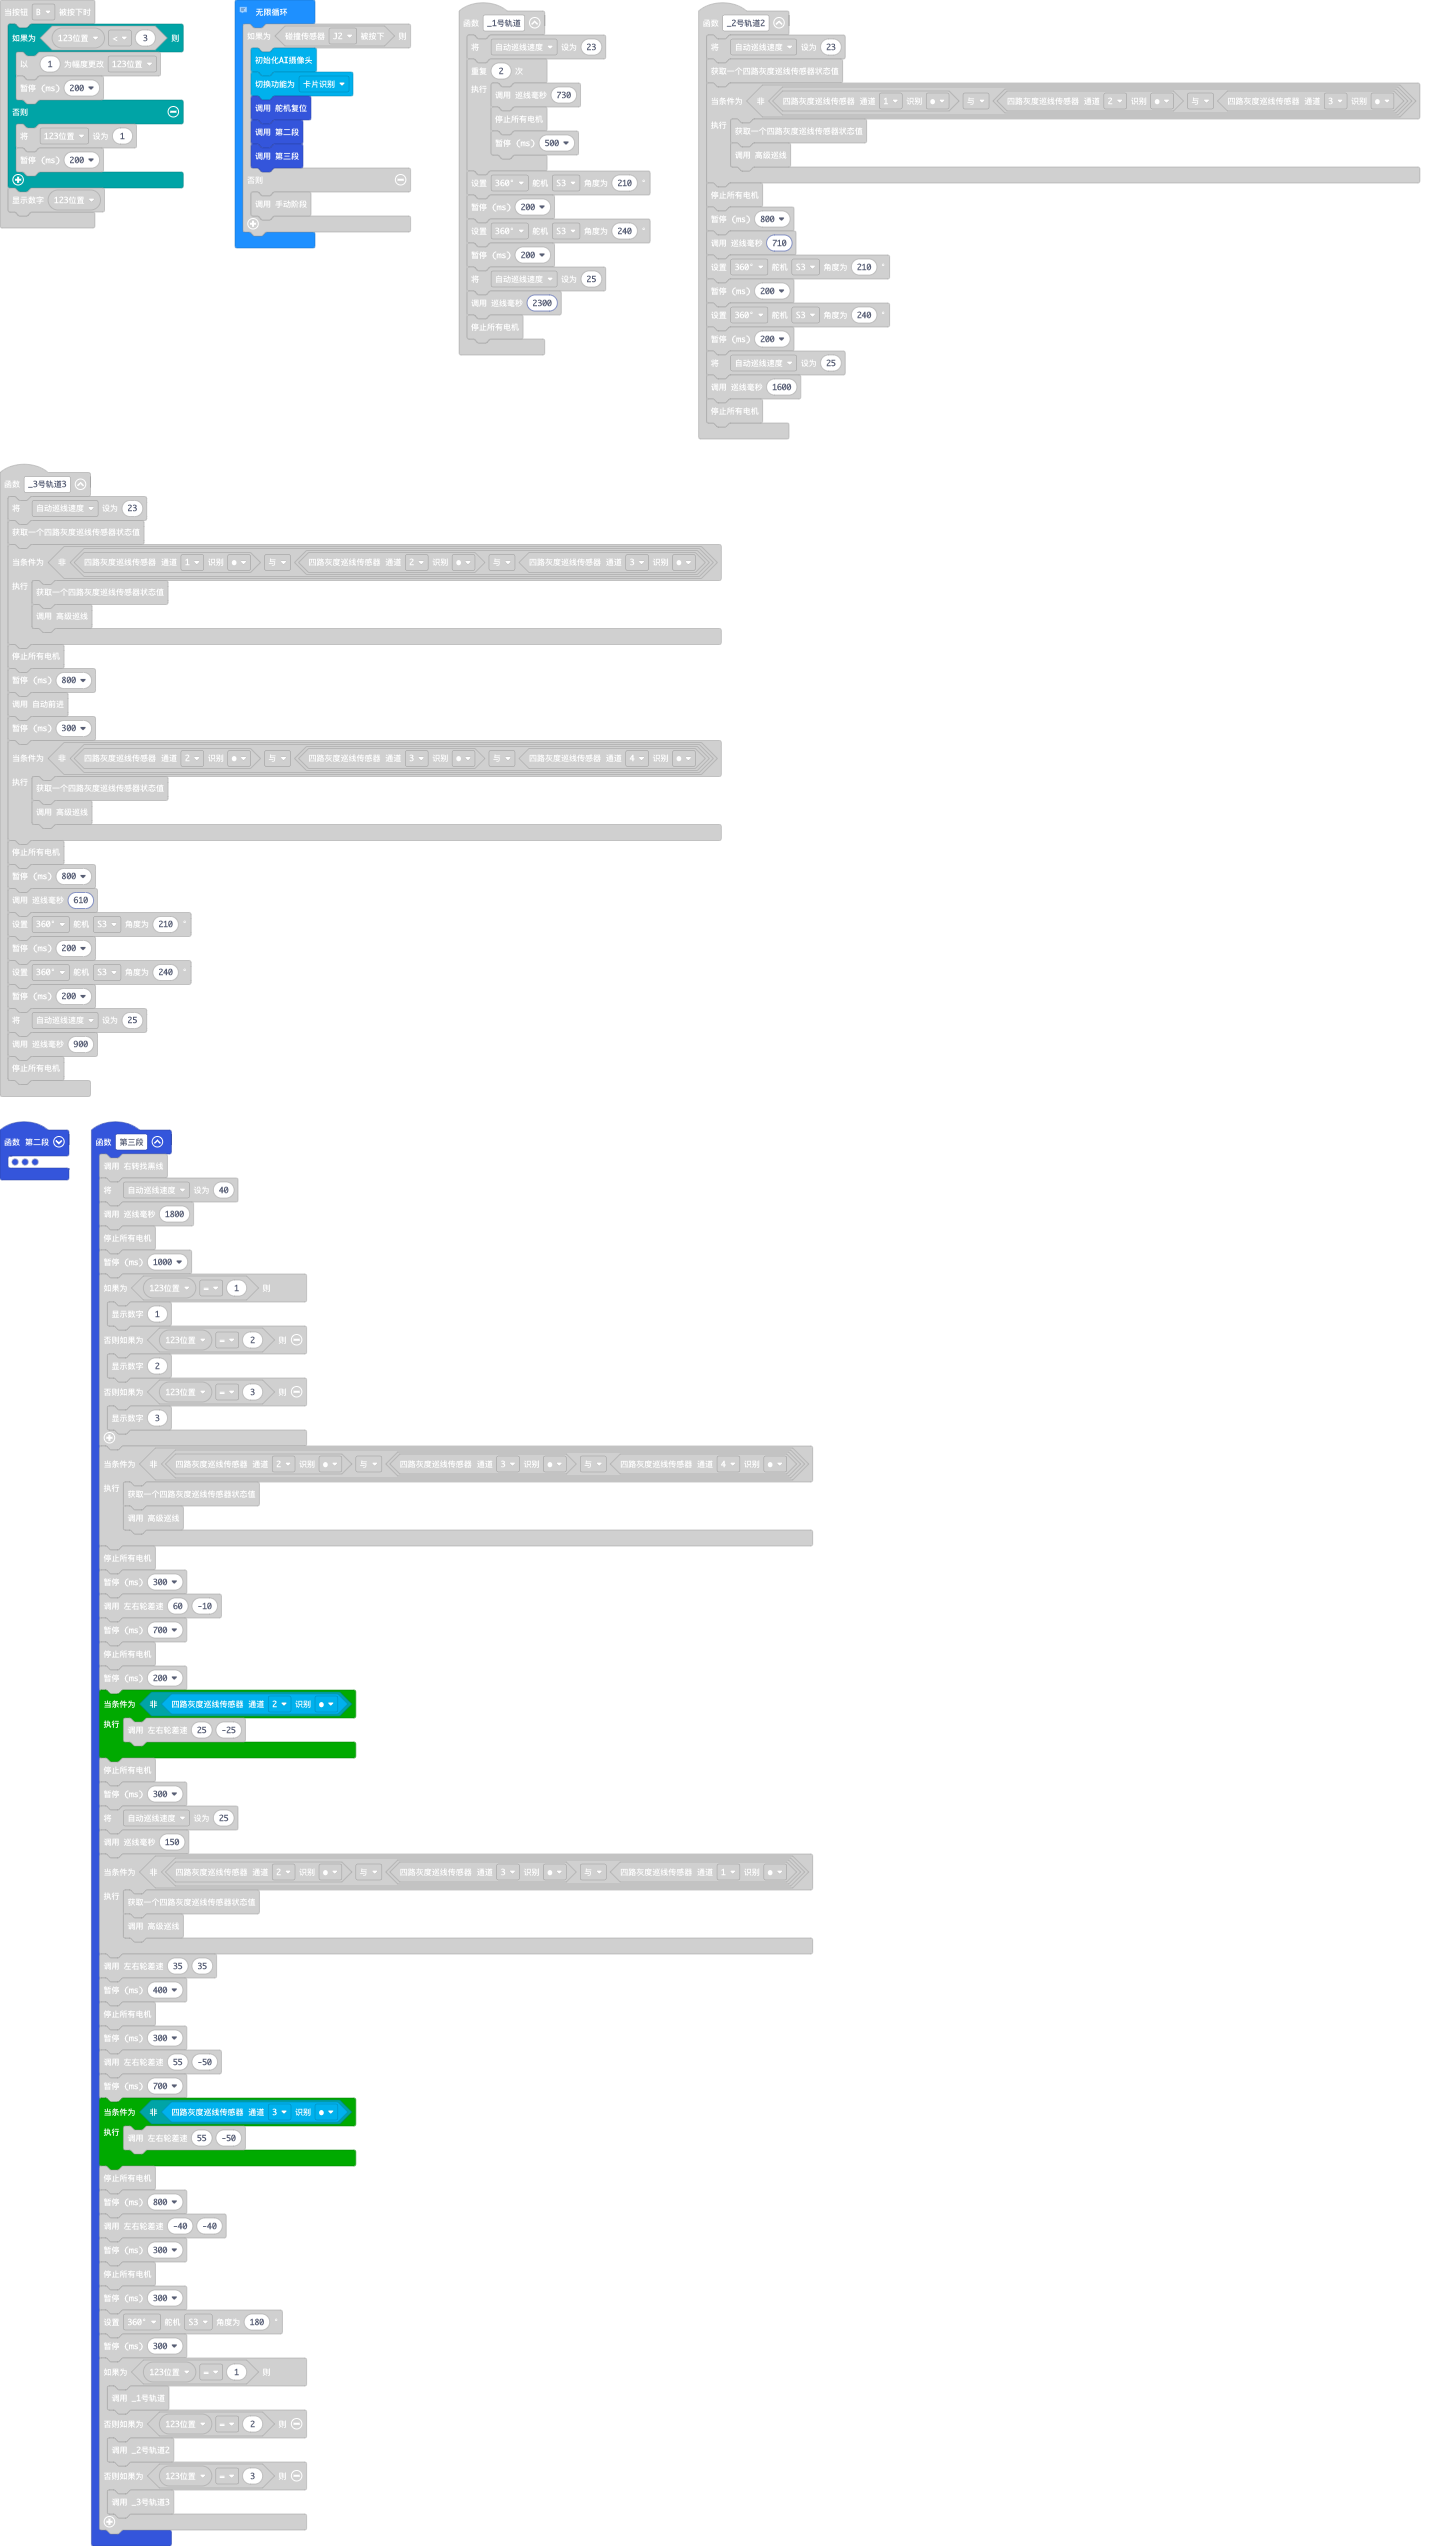 当按钮 B 被按下时
如果为 123位置 < 3 则
以 1 为幅度更改 123位置
暂停 (ms) 200
否则
将 123位置 设为 1
暂停 (ms) 200
显示数字 123位置
无限循环
如果为 碰撞传感器 J2 被按下 则
初始化AI摄像头
切换功能为 卡片识别
调用 舵机复位
调用 第二段
调用 第三段
否则
调用 手动阶段
函数 _1号轨道
将 自动巡线速度 设为 23
重复 2 次
执行 调用 巡线毫秒 730
停止所有电机
暂停 (ms) 500
设置 360° 舵机 S3 角度为 210 °
暂停 (ms) 200
设置 360° 舵机 S3 角度为 240 °
暂停 (ms) 200
将 自动巡线速度 设为 25
调用 巡线毫秒 2300
停止所有电机
函数 _2号轨道2
将 自动巡线速度 设为 23
获取一个四路灰度巡线传感器状态值
当条件为 非 四路灰度巡线传感器 通道 1 识别 ● 与 四路灰度巡线传感器 通道 2 识别 ● 与 四路灰度巡线传感器 通道 3 识别 ●
执行 获取一个四路灰度巡线传感器状态值
调用 高级巡线
停止所有电机
暂停 (ms) 800
调用 巡线毫秒 710
设置 360° 舵机 S3 角度为 210 °
暂停 (ms) 200
设置 360° 舵机 S3 角度为 240 °
暂停 (ms) 200
将 自动巡线速度 设为 25
调用 巡线毫秒 1600
停止所有电机
函数 _3号轨道3
将 自动巡线速度 设为 23
获取一个四路灰度巡线传感器状态值
当条件为 非 四路灰度巡线传感器 通道 1 识别 ● 与 四路灰度巡线传感器 通道 2 识别 ● 与 四路灰度巡线传感器 通道 3 识别 ●
执行 获取一个四路灰度巡线传感器状态值
调用 高级巡线
停止所有电机
暂停 (ms) 800
调用 自动前进
暂停 (ms) 300
当条件为 非 四路灰度巡线传感器 通道 2 识别 ● 与 四路灰度巡线传感器 通道 3 识别 ● 与 四路灰度巡线传感器 通道 4 识别 ●
执行 获取一个四路灰度巡线传感器状态值
调用 高级巡线
停止所有电机
暂停 (ms) 800
调用 巡线毫秒 610
设置 360° 舵机 S3 角度为 210 °
暂停 (ms) 200
设置 360° 舵机 S3 角度为 240 °
暂停 (ms) 200
将 自动巡线速度 设为 25
调用 巡线毫秒 900
停止所有电机
函数 第二段
函数 第三段
调用 右转找黑线
将 自动巡线速度 设为 40
调用 巡线毫秒 1800
停止所有电机
暂停 (ms) 1000
如果为 123位置 = 1 则
显示数字 1
否则如果为 123位置 = 2 则
显示数字 2
否则如果为 123位置 = 3 则
显示数字 3
当条件为 非 四路灰度巡线传感器 通道 2 识别 ● 与 四路灰度巡线传感器 通道 3 识别 ● 与 四路灰度巡线传感器 通道 4 识别 ●
执行 获取一个四路灰度巡线传感器状态值
调用 高级巡线
停止所有电机
暂停 (ms) 300
调用 左右轮差速 60 -10
暂停 (ms) 700
停止所有电机
暂停 (ms) 200
当条件为 非 四路灰度巡线传感器 通道 2 识别 ●
执行 调用 左右轮差速 25 -25
停止所有电机
暂停 (ms) 300
将 自动巡线速度 设为 25
调用 巡线毫秒 150
当条件为 非 四路灰度巡线传感器 通道 2 识别 ● 与 四路灰度巡线传感器 通道 3 识别 ● 与 四路灰度巡线传感器 通道 1 识别 ●
执行 获取一个四路灰度巡线传感器状态值
调用 高级巡线
调用 左右轮差速 35 35
暂停 (ms) 400
停止所有电机
暂停 (ms) 300
调用 左右轮差速 55 -50
暂停 (ms) 700
当条件为 非 四路灰度巡线传感器 通道 3 识别 ●
执行 调用 左右轮差速 55 -50
停止所有电机
暂停 (ms) 800
调用 左右轮差速 -40 -40
暂停 (ms) 300
停止所有电机
暂停 (ms) 300
设置 360° 舵机 S3 角度为 180 °
暂停 (ms) 300
如果为 123位置 = 1 则
调用 _1号轨道
否则如果为 123位置 = 2 则
调用 _2号轨道2
否则如果为 123位置 = 3 则
调用 _3号轨道3